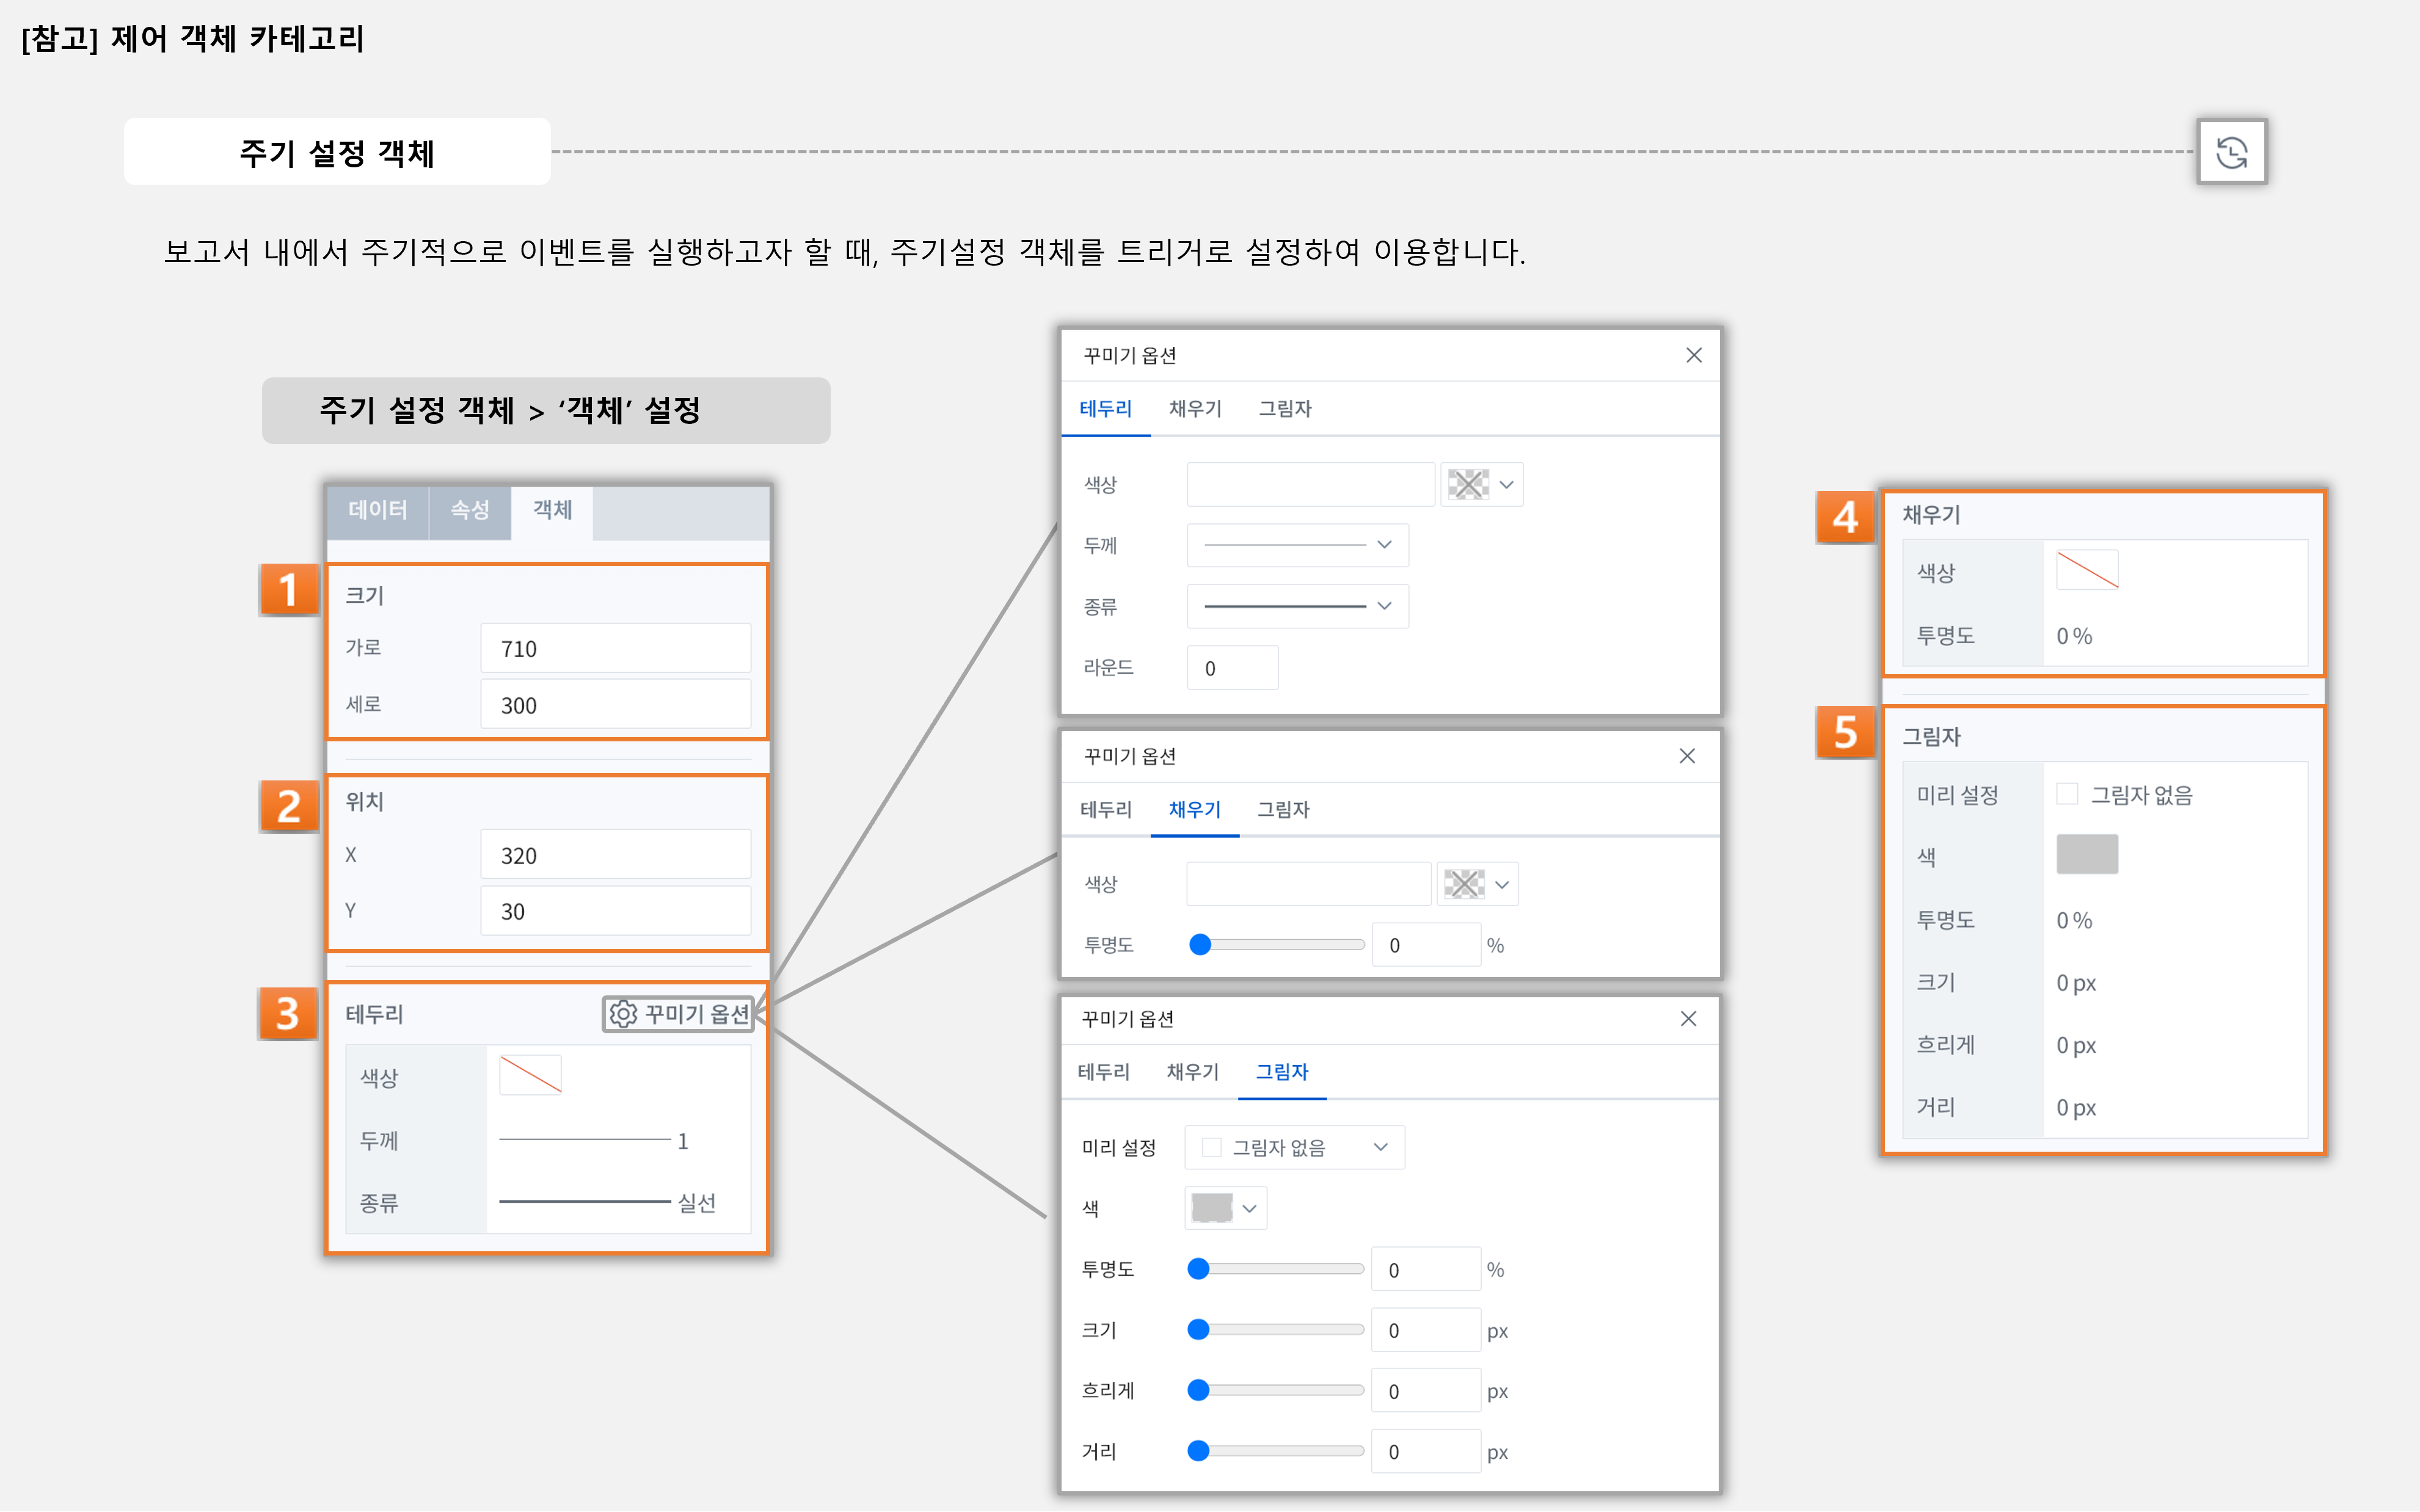 [참고] 제어 객체 카테고리
주기 설정 객체
보고서 내에서 주기적으로 이벤트를 실행하고자 할 때, 주기설정 객체를 트리거로 설정하여 이용합니다.
주기 설정 객체 > ‘객체’ 설정
데이터 속성 객체
1
크기
가로 710
세로 300
2
위치
X 320
Y 30
3
테두리 꾸미기 옵션
색상
두께 1
종류 실선
꾸미기 옵션
테두리 채우기 그림자
색상
두께
종류
라운드 0
꾸미기 옵션
테두리 채우기 그림자
색상
투명도 0 %
꾸미기 옵션
테두리 채우기 그림자
미리 설정 그림자 없음
색
투명도 0 %
크기 0 px
흐리게 0 px
거리 0 px
4
채우기
색상
투명도 0 %
5
그림자
미리 설정 그림자 없음
색
투명도 0 %
크기 0 px
흐리게 0 px
거리 0 px